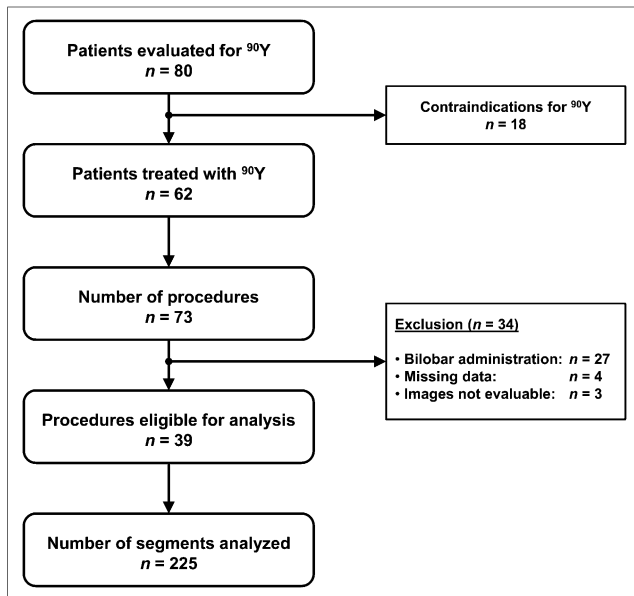 Patients evaluated for ⁹⁰Y
n = 80
Contraindications for ⁹⁰Y
n = 18
Patients treated with ⁹⁰Y
n = 62
Number of procedures
n = 73
Exclusion (n = 34)
• Bilobar administration: n = 27
• Missing data: n = 4
• Images not evaluable: n = 3
Procedures eligible for analysis
n = 39
Number of segments analyzed
n = 225